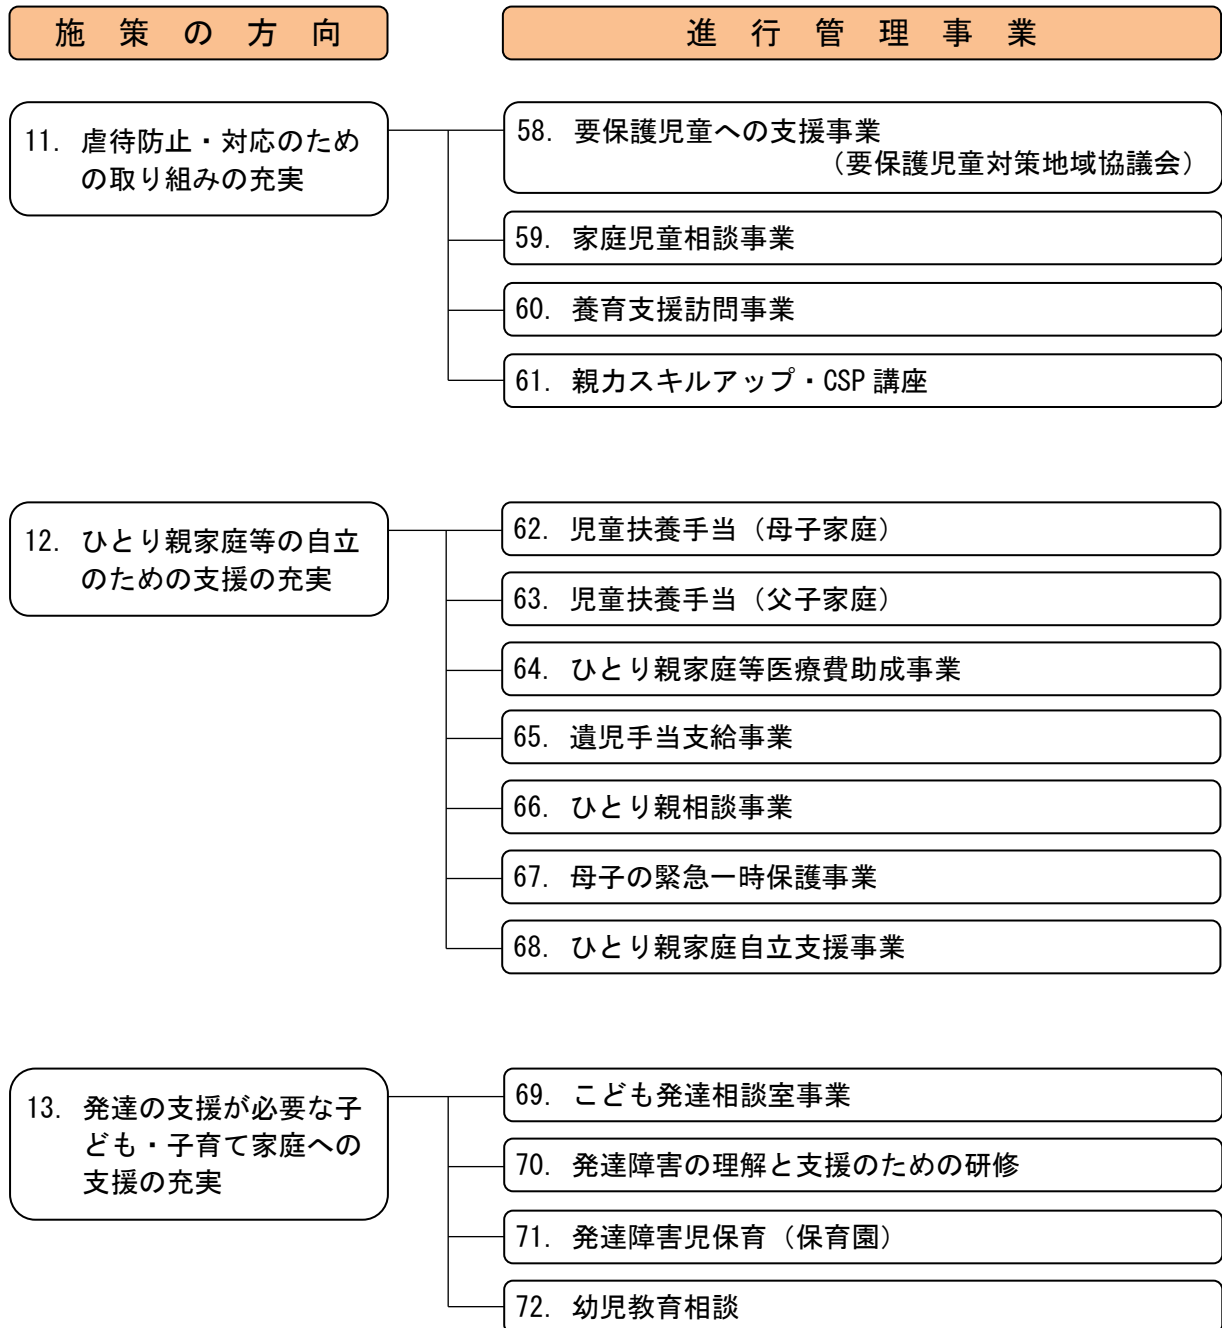 施策の方向
進行管理事業
11. 虐待防止・対応のため
の取り組みの充実
58. 要保護児童への支援事業
（要保護児童対策地域協議会）
59. 家庭児童相談事業
60. 養育支援訪問事業
61. 親力スキルアップ・CSP講座
12. ひとり親家庭等の自立
のための支援の充実
62. 児童扶養手当（母子家庭）
63. 児童扶養手当（父子家庭）
64. ひとり親家庭等医療費助成事業
65. 遺児手当支給事業
66. ひとり親相談事業
67. 母子の緊急一時保護事業
68. ひとり親家庭自立支援事業
13. 発達の支援が必要な子
ども・子育て家庭への
支援の充実
69. こども発達相談室事業
70. 発達障害の理解と支援のための研修
71. 発達障害児保育（保育園）
72. 幼児教育相談